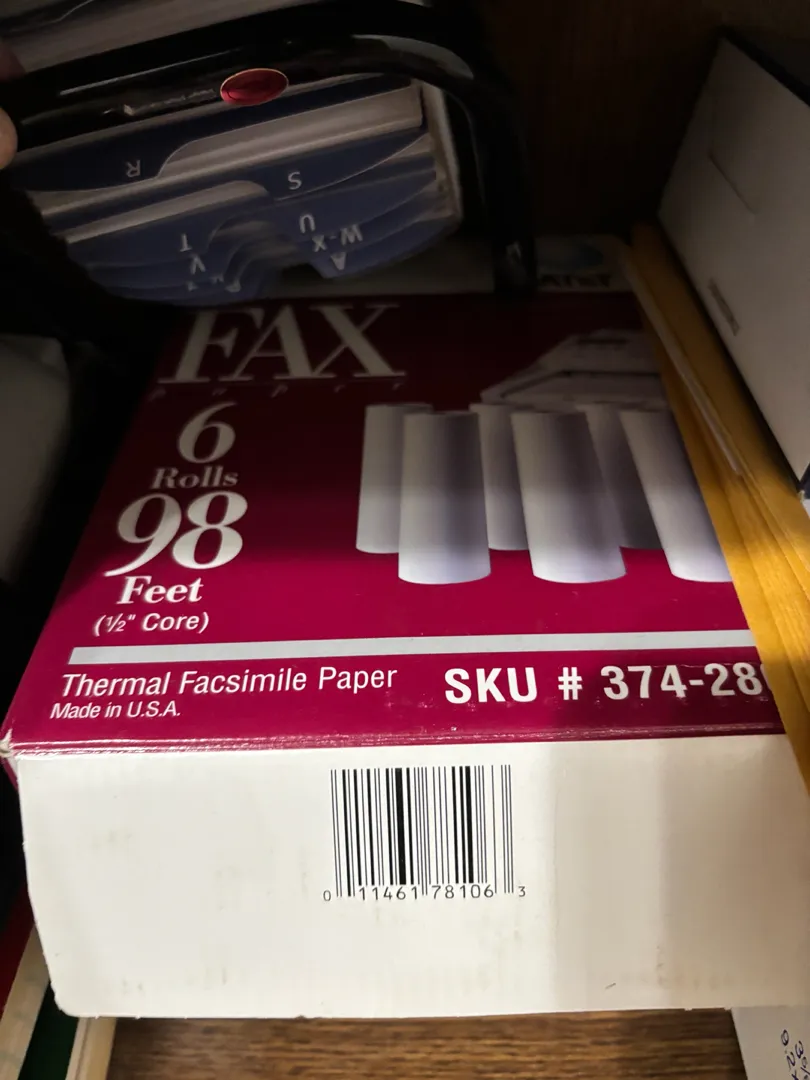 R
S
T
U
V
W-X
A
FAX
paper
6
Rolls
98
Feet
(½" Core)
Thermal Facsimile Paper
Made in U.S.A.
SKU # 374-28
0 11461 78106 3